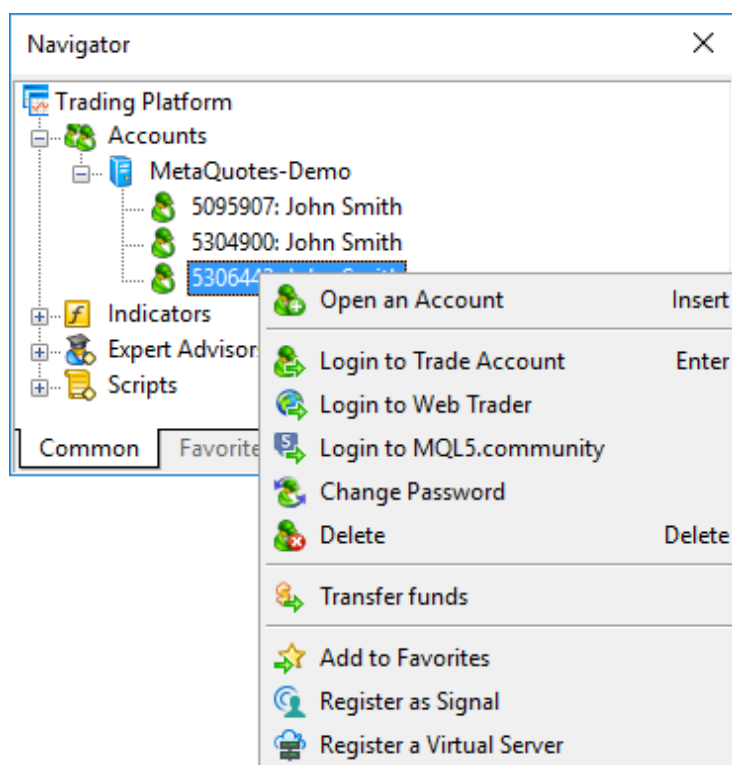 Navigator
Trading Platform
Accounts
MetaQuotes-Demo
5095907: John Smith
5304900: John Smith
Indicators
Expert Advisor
Scripts
Common Favorite
Open an Account Insert
Login to Trade Account Enter
Login to Web Trader
Login to MQL5.community
Change Password
Delete Delete
Transfer funds
Add to Favorites
Register as Signal
Register a Virtual Server